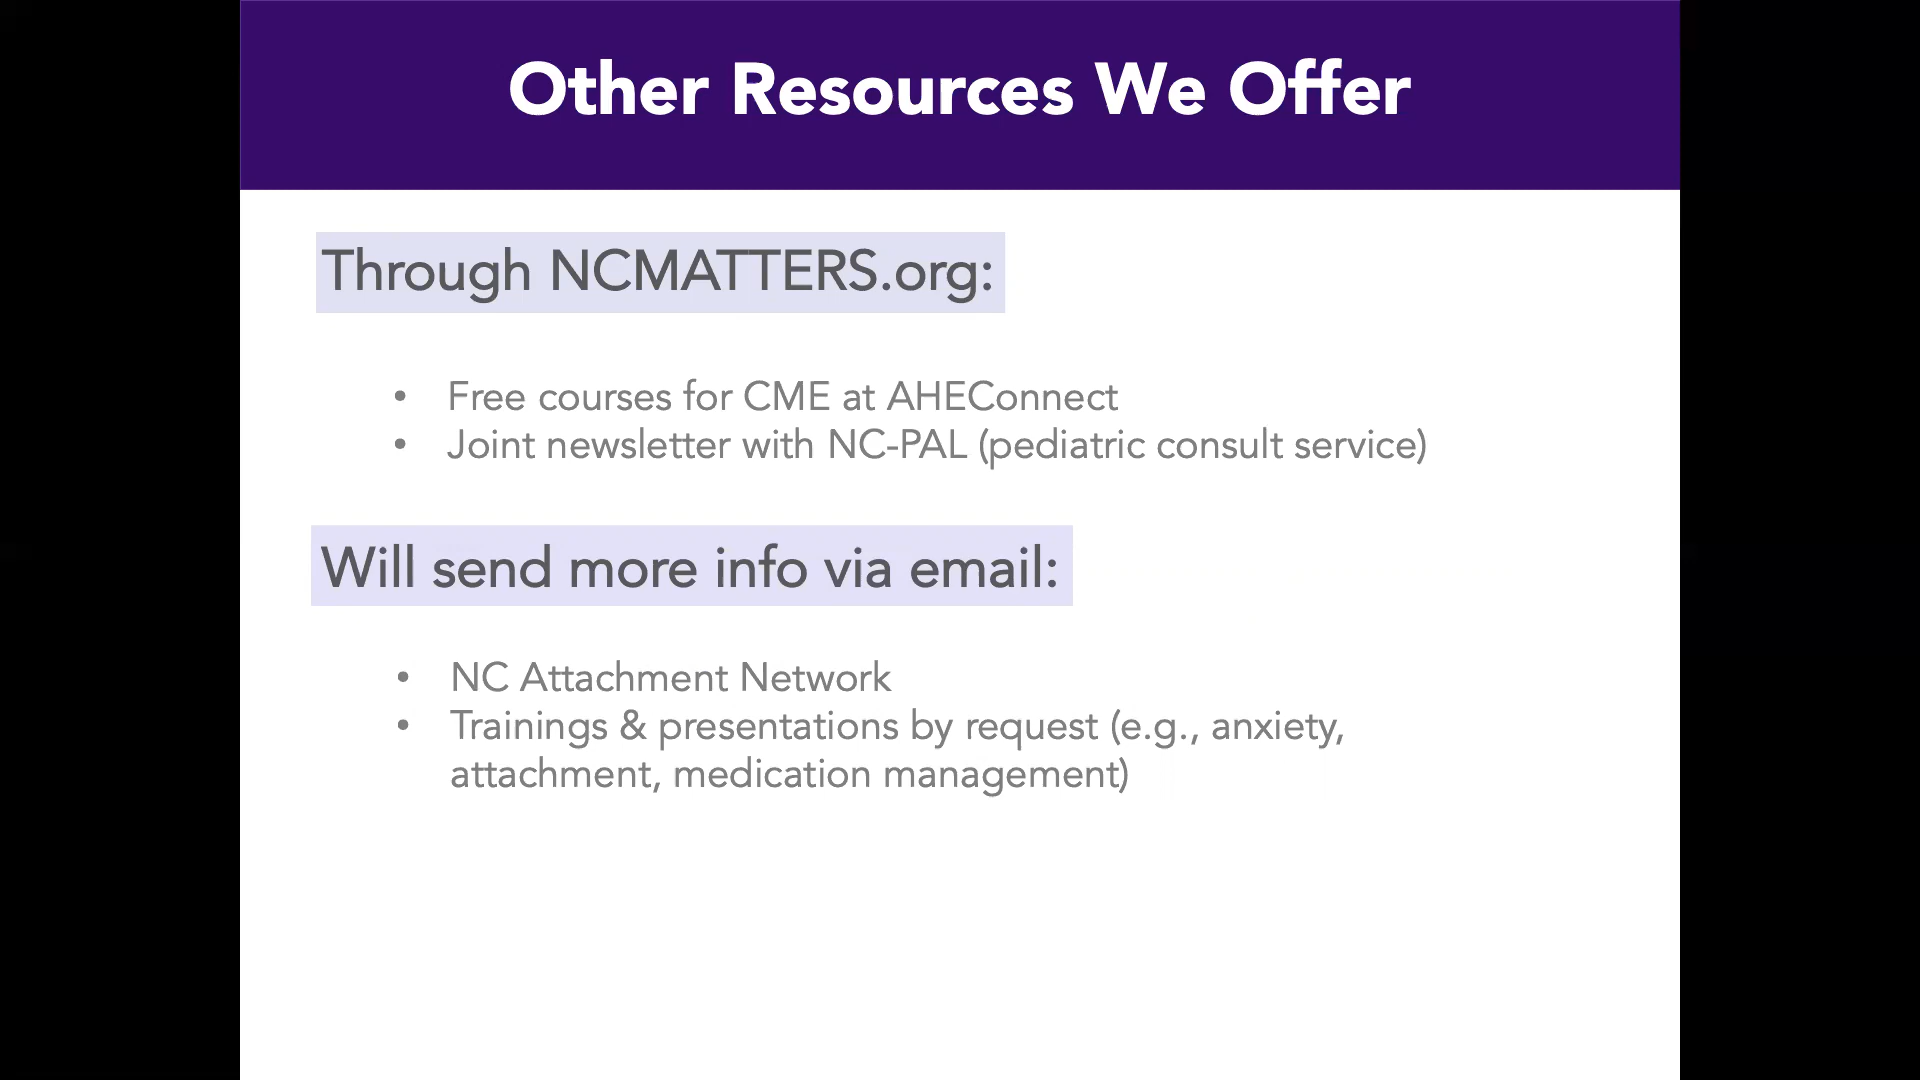 Other Resources We Offer
Through NCMATTERS.org:
• Free courses for CME at AHEConnect
• Joint newsletter with NC-PAL (pediatric consult service)
Will send more info via email:
• NC Attachment Network
• Trainings & presentations by request (e.g., anxiety,
attachment, medication management)